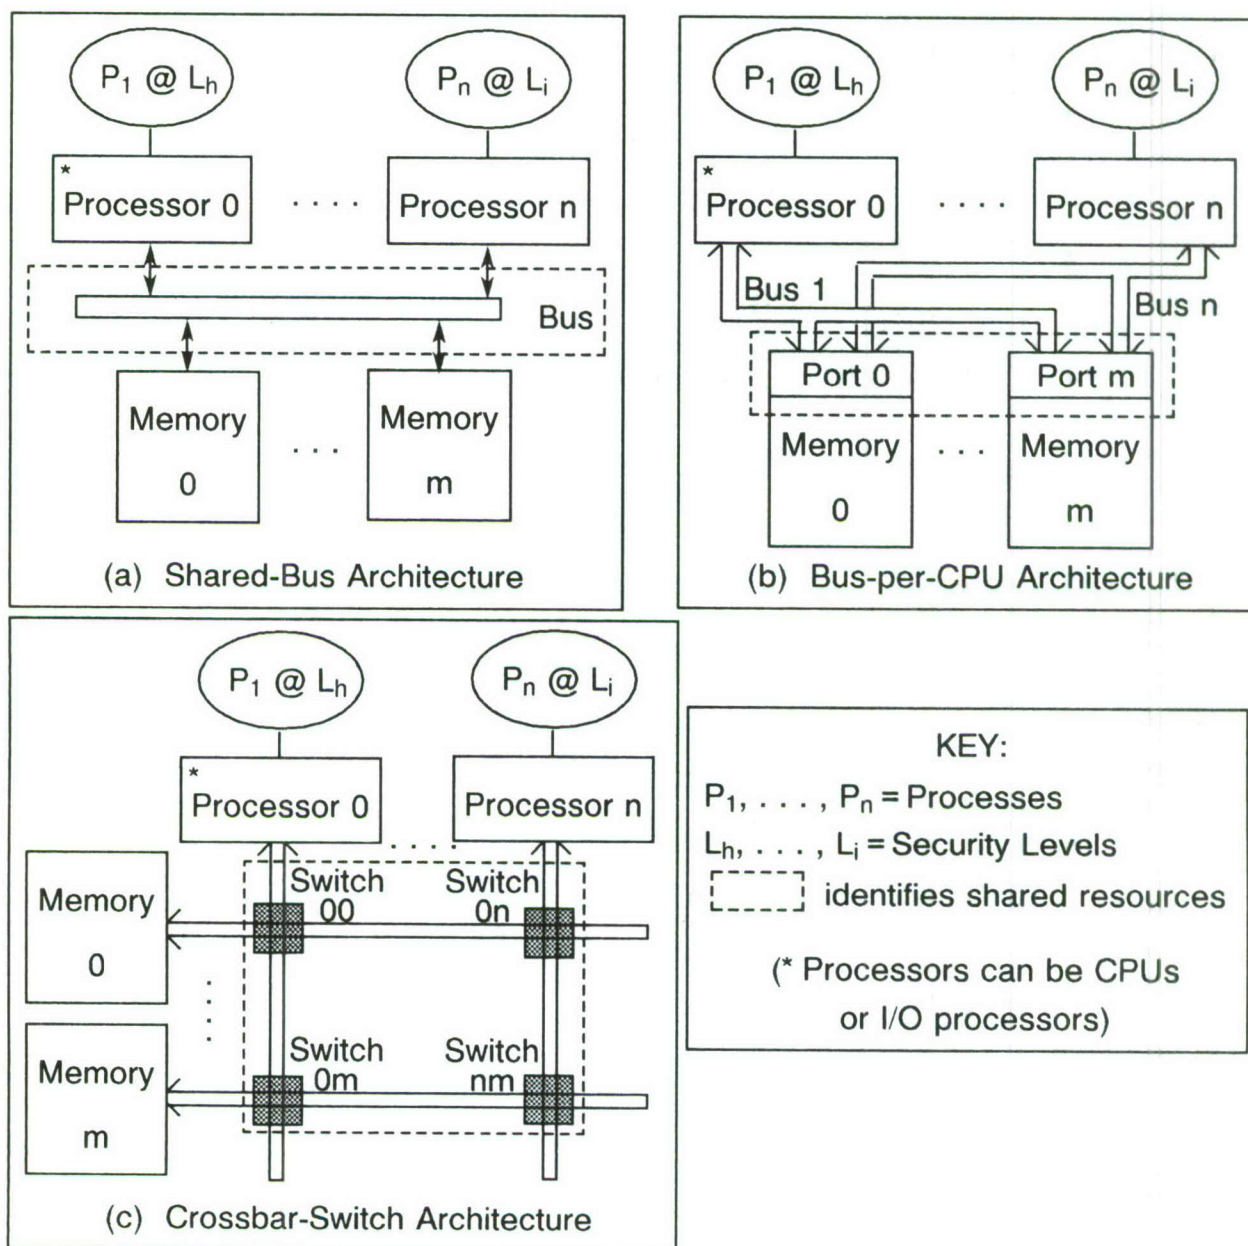 P1 @ Lh
Pn @ Li
*
Processor 0
. . . .
Processor n
Bus
Memory
0
. . .
Memory
m
(a) Shared-Bus Architecture
P1 @ Lh
Pn @ Li
*
Processor 0
. . . .
Processor n
Bus 1
Bus n
Port 0
Port m
Memory
0
. . .
Memory
m
(b) Bus-per-CPU Architecture
P1 @ Lh
Pn @ Li
*
Processor 0
. . . .
Processor n
Switch
00
Switch
0n
Memory
0
. . . .
Switch
0m
Switch
nm
Memory
m
(c) Crossbar-Switch Architecture
KEY:
P1, . . . , Pn = Processes
Lh, . . . , Li = Security Levels
identifies shared resources
(* Processors can be CPUs
or I/O processors)